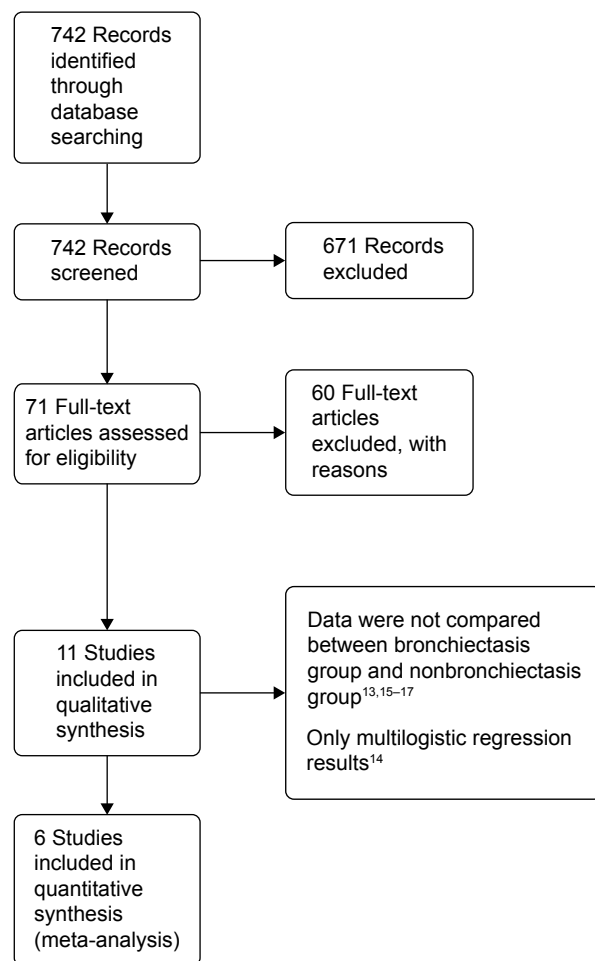 742 Records
identified
through
database
searching
742 Records
screened
671 Records
excluded
71 Full-text
articles assessed
for eligibility
60 Full-text
articles
excluded, with
reasons
11 Studies
included in
qualitative
synthesis
Data were not compared
between bronchiectasis
group and nonbronchiectasis
group13,15–17
Only multilogistic regression
results14
6 Studies
included in
quantitative
synthesis
(meta-analysis)